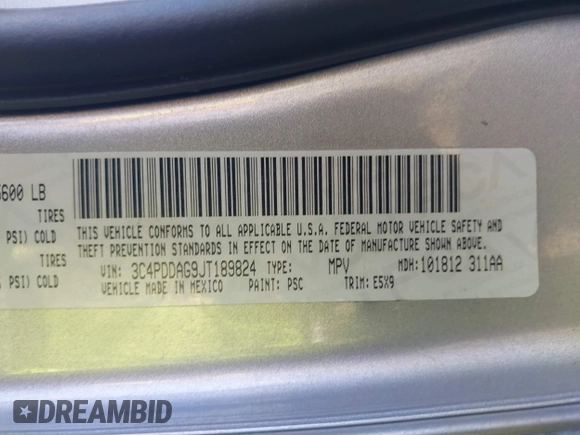 5600 LB
TIRES
PSI) COLD
TIRES
PSI) COLD
THIS VEHICLE CONFORMS TO ALL APPLICABLE U.S.A. FEDERAL MOTOR VEHICLE SAFETY AND
THEFT PREVENTION STANDARDS IN EFFECT ON THE DATE OF MANUFACTURE SHOWN ABOVE.
VIN: 3C4PDDAG9JT189824 TYPE: MPV MDH:101812 311AA
VEHICLE MADE IN MEXICO PAINT: PSC TRIM: E5X9
DREAMBID